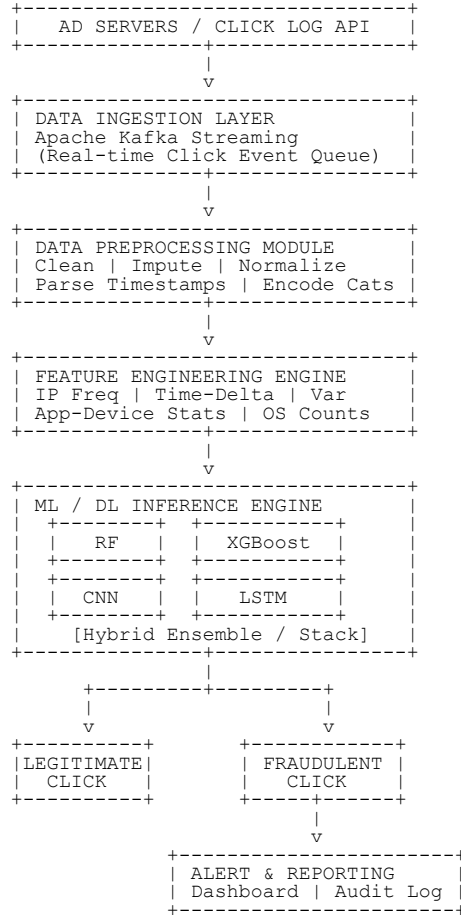 AD SERVERS / CLICK LOG API
DATA INGESTION LAYER
Apache Kafka Streaming
(Real-time Click Event Queue)
DATA PREPROCESSING MODULE
Clean | Impute | Normalize
Parse Timestamps | Encode Cats
FEATURE ENGINEERING ENGINE
IP Freq | Time-Delta | Var
App-Device Stats | OS Counts
ML / DL INFERENCE ENGINE
RF
XGBoost
CNN
LSTM
[Hybrid Ensemble / Stack]
LEGITIMATE
CLICK
FRAUDULENT
CLICK
ALERT & REPORTING
Dashboard | Audit Log